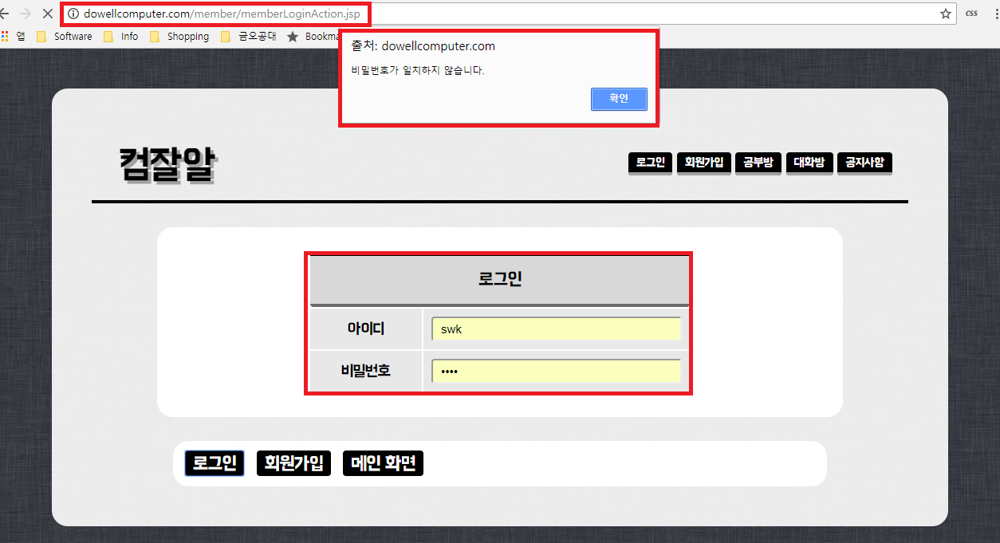 dowellcomputer.com/member/memberLoginAction.jsp
css
앱 Software Info Shopping 금오공대 Bookma
출처: dowellcomputer.com
비밀번호가 일치하지 않습니다.
확인
컴잘알
로그인 회원가입 공부방 대화방 공지사항
로그인
아이디 swk
비밀번호 ••••
로그인 회원가입 메인 화면